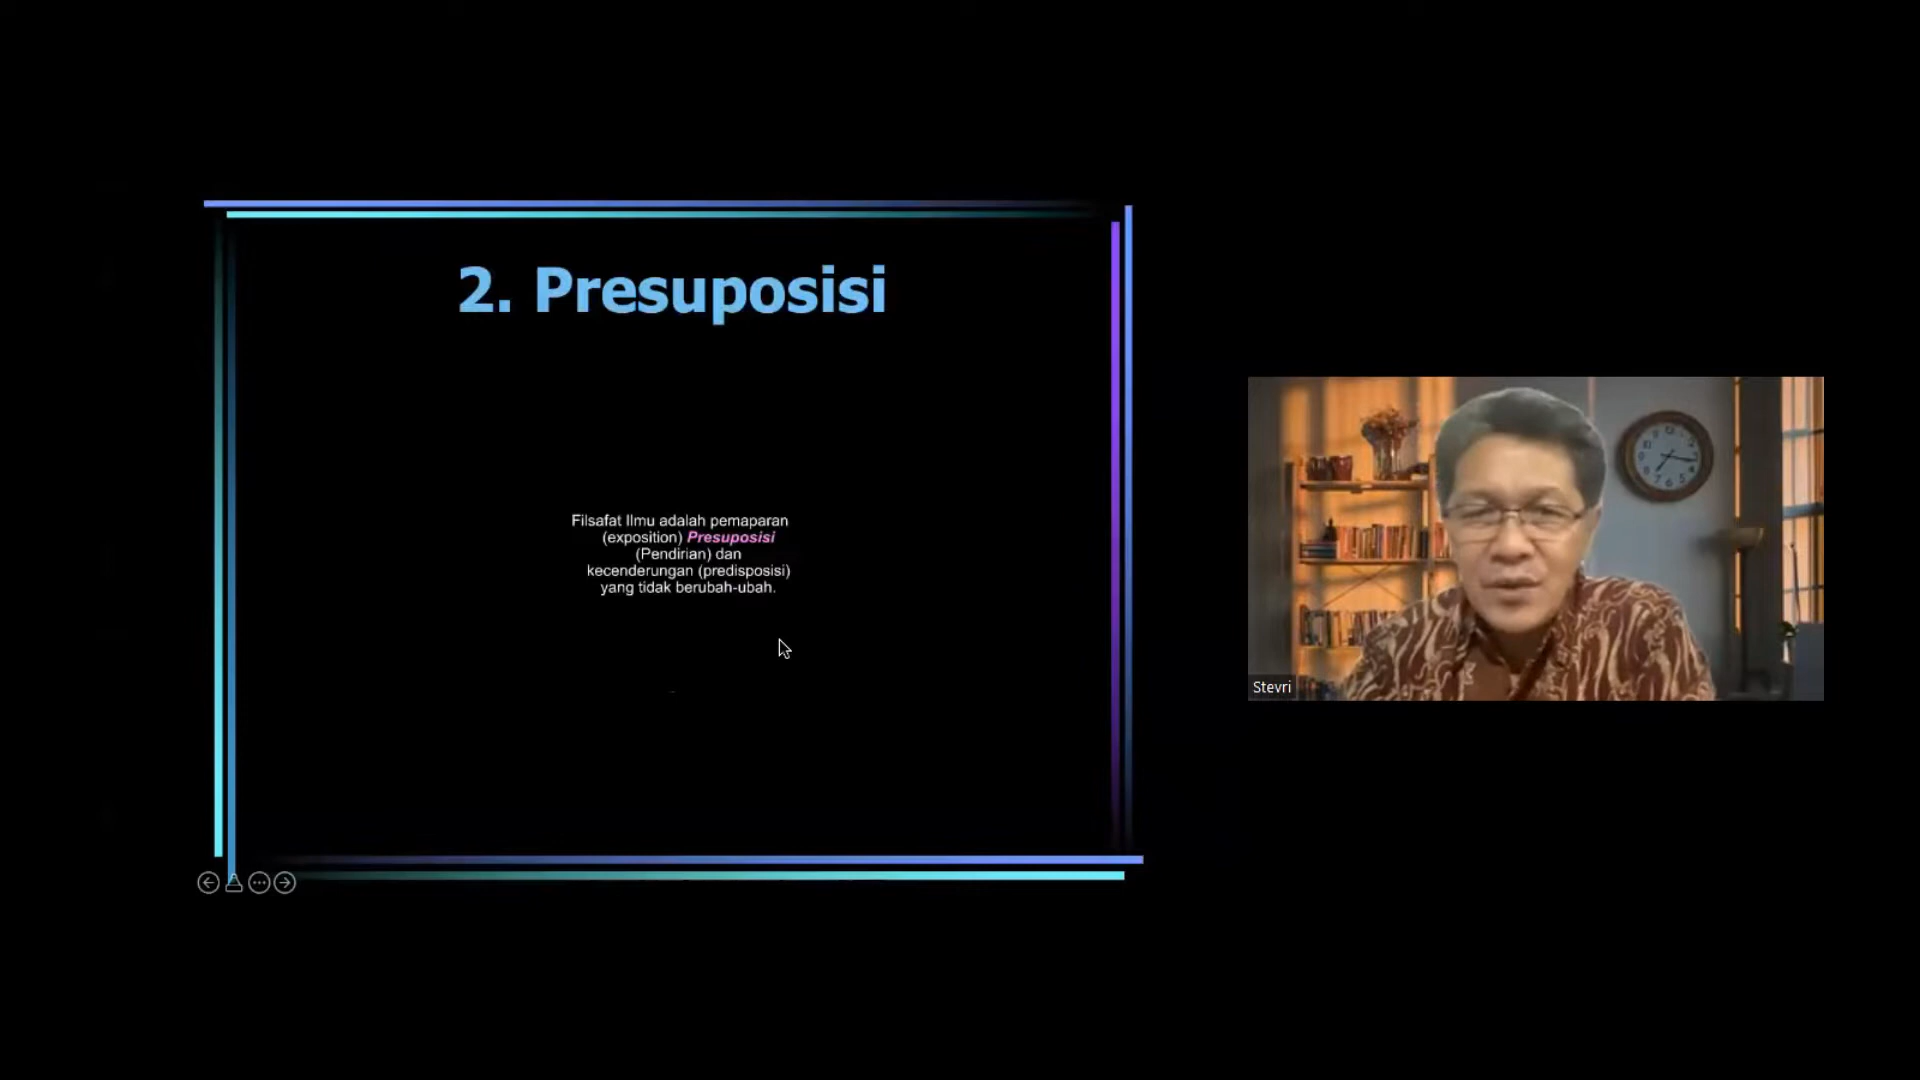 2. Presuposisi
Filsafat Ilmu adalah pemaparan
(exposition) Presuposisi
(Pendirian) dan
kecenderungan (predisposisi)
yang tidak berubah-ubah.
Stevri